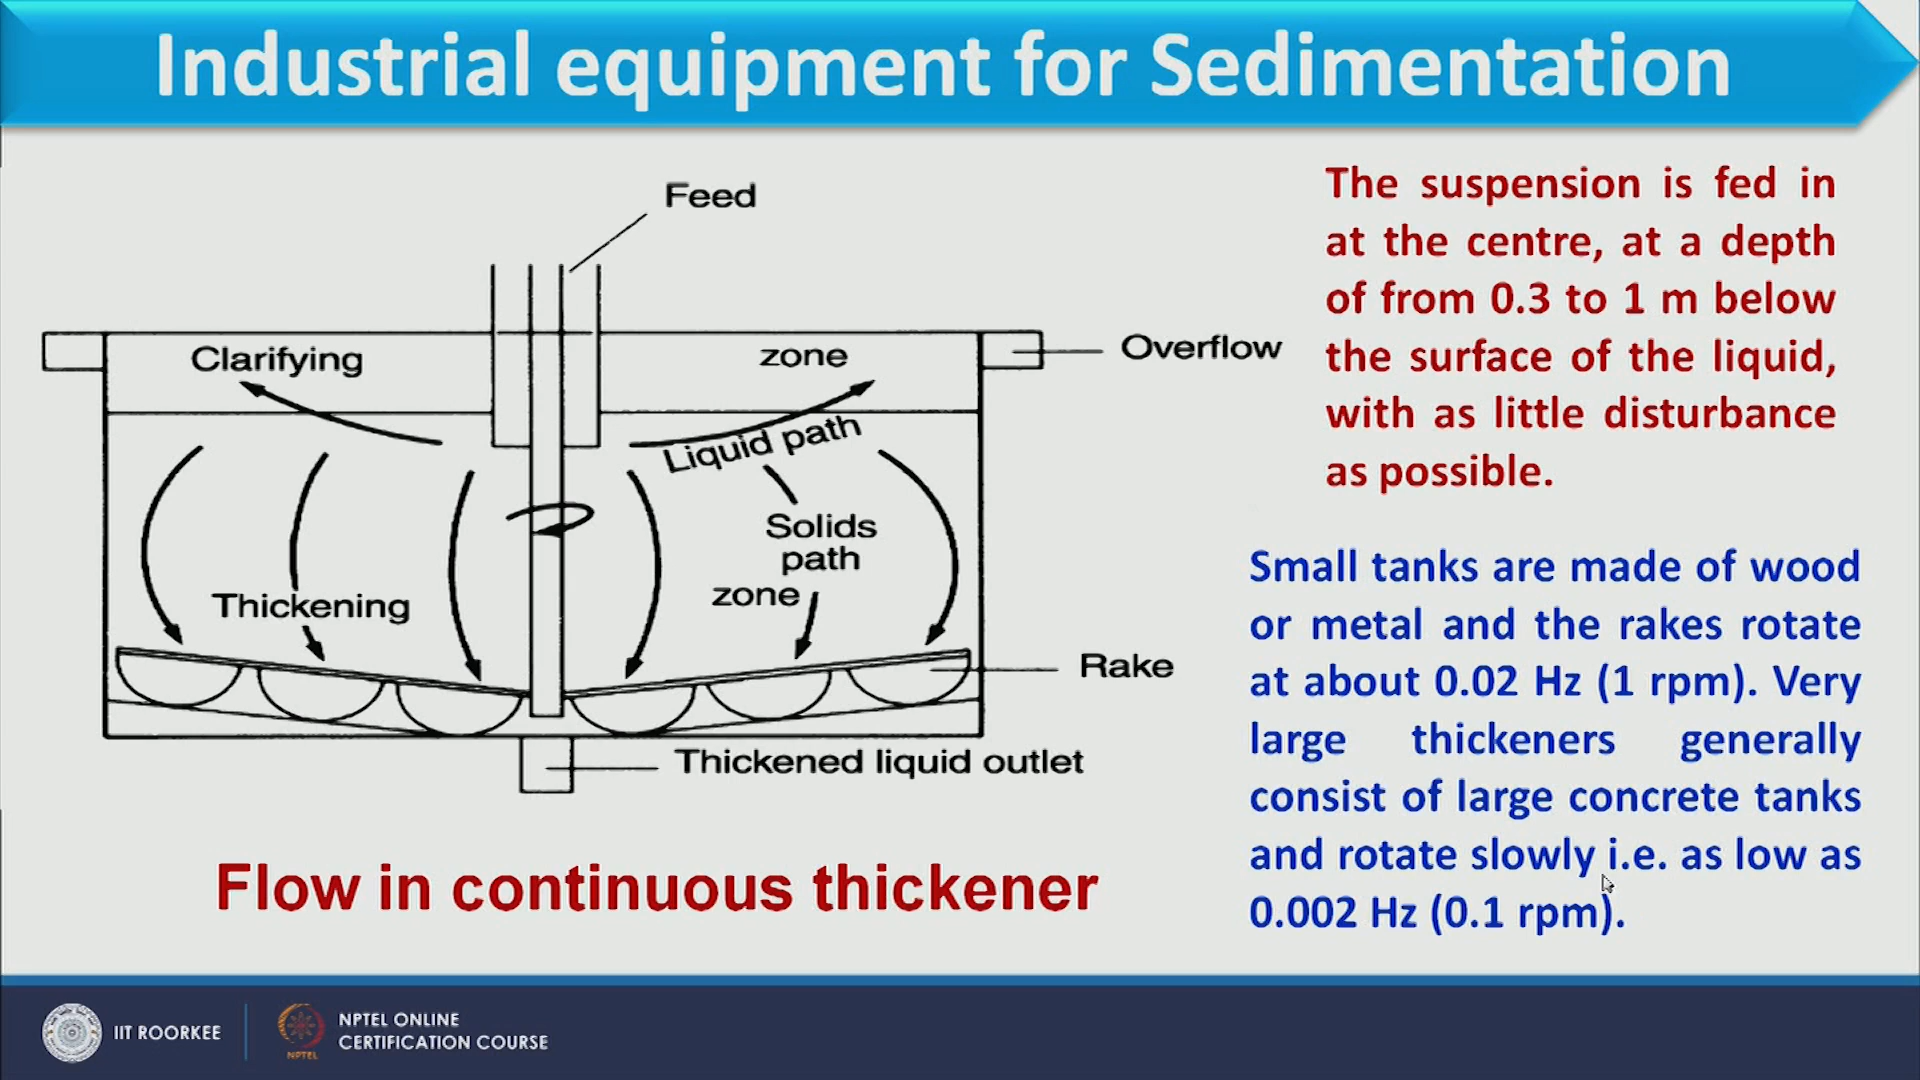 Industrial equipment for Sedimentation
Feed
Clarifying
zone
Overflow
Liquid path
Solids
path
zone
Thickening
Rake
Thickened liquid outlet
Flow in continuous thickener
The suspension is fed in
at the centre, at a depth
of from 0.3 to 1 m below
the surface of the liquid,
with as little disturbance
as possible.
Small tanks are made of wood
or metal and the rakes rotate
at about 0.02 Hz (1 rpm). Very
large thickeners generally
consist of large concrete tanks
and rotate slowly i.e. as low as
0.002 Hz (0.1 rpm).
IIT ROORKEE
NPTEL
NPTEL ONLINE
CERTIFICATION COURSE